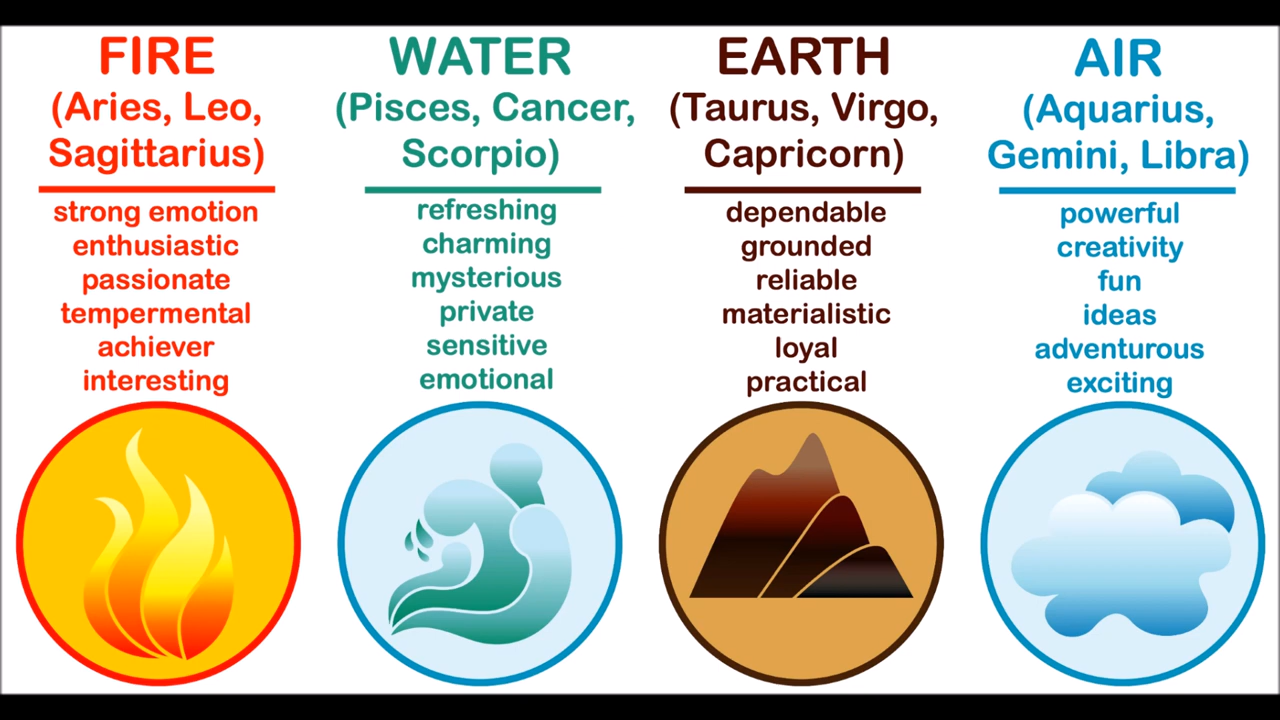 FIRE
(Aries, Leo,
Sagittarius)
strong emotion
enthusiastic
passionate
tempermental
achiever
interesting
WATER
(Pisces, Cancer,
Scorpio)
refreshing
charming
mysterious
private
sensitive
emotional
EARTH
(Taurus, Virgo,
Capricorn)
dependable
grounded
reliable
materialistic
loyal
practical
AIR
(Aquarius,
Gemini, Libra)
powerful
creativity
fun
ideas
adventurous
exciting